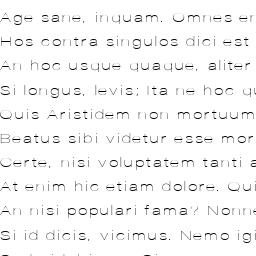 Age sane, inquam. Omnes er
Hos contra singulos dici est
An hoc usque quaque, aliter
Si longus, levis; Ita ne hoc qu
Quis Aristidem non mortuum
Beatus sibi videtur esse mor
Certe, nisi voluptatem tanti a
At enim hic etiam dolore. Qui
An nisi populari fama? Nonne
Si id dicis, vicimus. Nemo igi